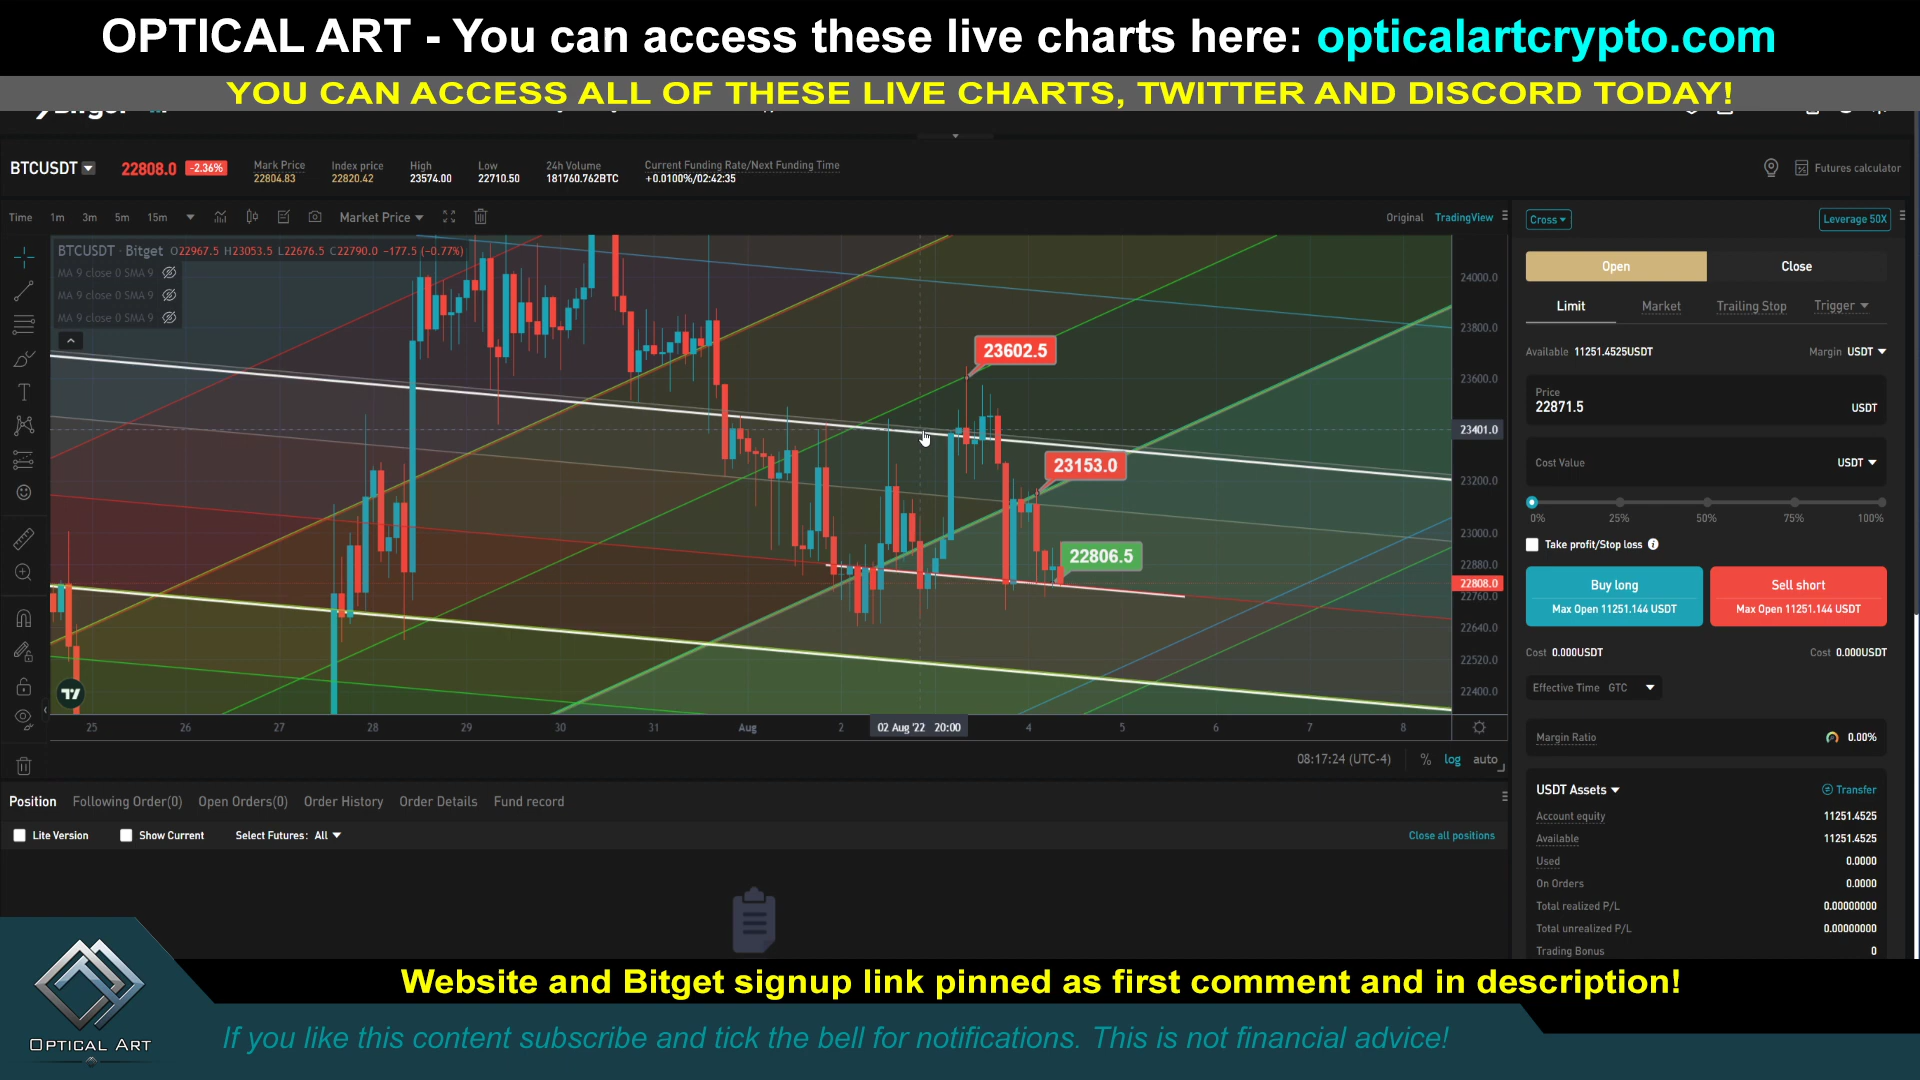 OPTICAL ART - You can access these live charts here: opticalartcrypto.com
YOU CAN ACCESS ALL OF THESE LIVE CHARTS, TWITTER AND DISCORD TODAY!
Bitget
BTCUSDT 22808.0 -2.36%
Mark Price Index price High Low 24h Volume Current Funding Rate/Next Funding Time
22804.83 22820.42 23574.00 22710.50 181760.762BTC +0.0100%/02:42:35
Futures calculator
Time 1m 3m 5m 15m Market Price Original TradingView
Cross Leverage 50X
BTCUSDT · Bitget O22967.5 H23053.5 L22676.5 C22790.0 -177.5 (-0.77%)
MA 9 close 0 SMA 9
MA 9 close 0 SMA 9
MA 9 close 0 SMA 9
23602.5
23153.0
22806.5
24000.0
23800.0
23600.0
23401.0
23200.0
23000.0
22880.0
22808.0
22760.0
22640.0
22520.0
22400.0
25 26 27 28 29 30 31 Aug 2 02 Aug '22 20:00 4 5 6 7 8
08:17:24 (UTC-4) % log auto
Open Close
Limit Market Trailing Stop Trigger
Available 11251.4525USDT Margin USDT
Price
22871.5 USDT
Cost Value USDT
0% 25% 50% 75% 100%
Take profit/Stop loss
Buy long Sell short
Max Open 11251.144 USDT Max Open 11251.144 USDT
Cost 0.000USDT Cost 0.000USDT
Effective Time GTC
Margin Ratio 0.00%
USDT Assets Transfer
Account equity 11251.4525
Available 11251.4525
Used 0.0000
On Orders 0.0000
Total realized P/L 0.00000000
Total unrealized P/L 0.00000000
Trading Bonus 0
Position Following Order(0) Open Orders(0) Order History Order Details Fund record
Lite Version Show Current Select Futures: All Close all positions
Website and Bitget signup link pinned as first comment and in description!
OPTICAL ART
If you like this content subscribe and tick the bell for notifications. This is not financial advice!